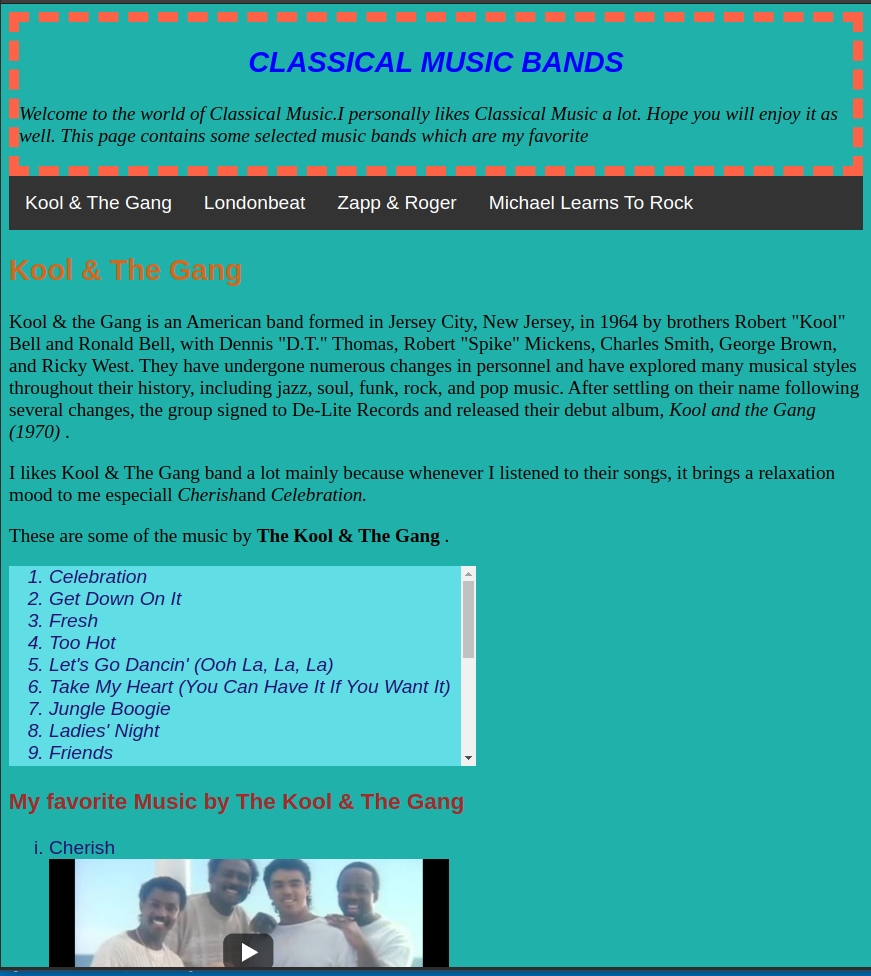 CLASSICAL MUSIC BANDS
Welcome to the world of Classical Music.I personally likes Classical Music a lot. Hope you will enjoy it as
well. This page contains some selected music bands which are my favorite
Kool & The Gang Londonbeat Zapp & Roger Michael Learns To Rock
Kool & The Gang
Kool & the Gang is an American band formed in Jersey City, New Jersey, in 1964 by brothers Robert "Kool"
Bell and Ronald Bell, with Dennis "D.T." Thomas, Robert "Spike" Mickens, Charles Smith, George Brown,
and Ricky West. They have undergone numerous changes in personnel and have explored many musical styles
throughout their history, including jazz, soul, funk, rock, and pop music. After settling on their name following
several changes, the group signed to De-Lite Records and released their debut album, Kool and the Gang
(1970) .
I likes Kool & The Gang band a lot mainly because whenever I listened to their songs, it brings a relaxation
mood to me especiall Cherishand Celebration.
These are some of the music by The Kool & The Gang .
1. Celebration
2. Get Down On It
3. Fresh
4. Too Hot
5. Let's Go Dancin' (Ooh La, La, La)
6. Take My Heart (You Can Have It If You Want It)
7. Jungle Boogie
8. Ladies' Night
9. Friends
My favorite Music by The Kool & The Gang
i. Cherish